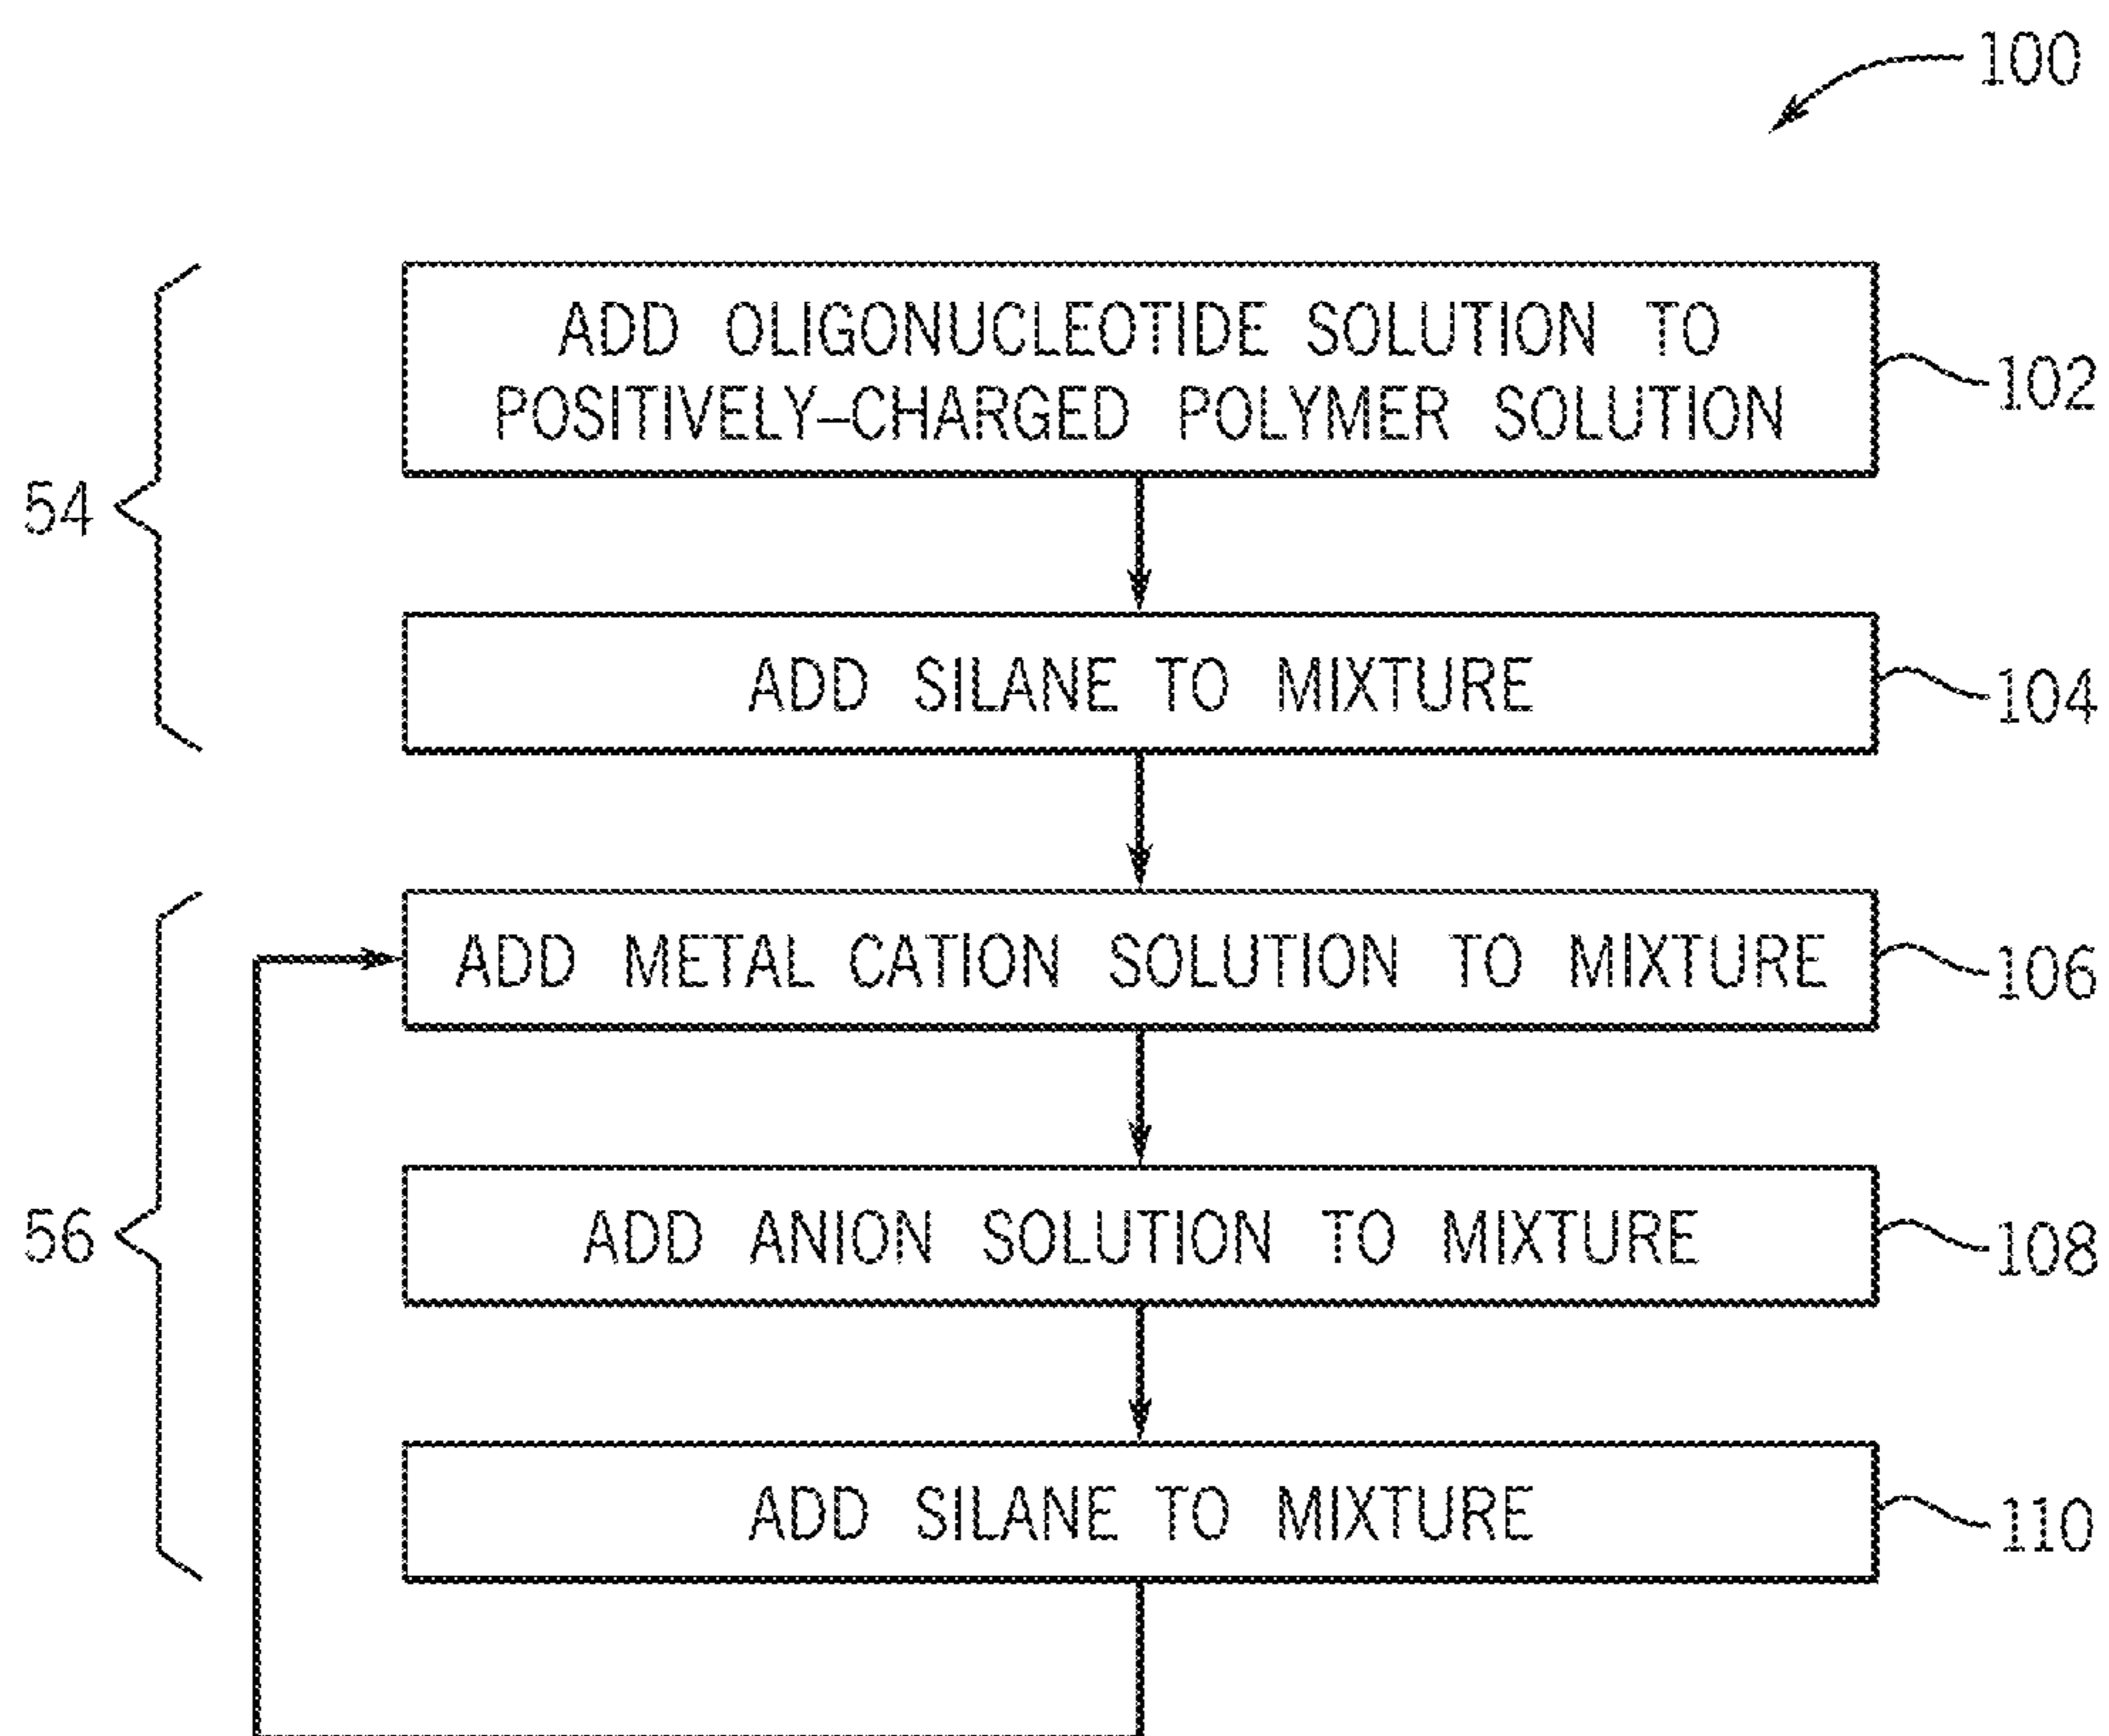 100
ADD OLIGONUCLEOTIDE SOLUTION TO
POSITIVELY-CHARGED POLYMER SOLUTION
102
54
ADD SILANE TO MIXTURE
104
ADD METAL CATION SOLUTION TO MIXTURE
106
ADD ANION SOLUTION TO MIXTURE
108
56
ADD SILANE TO MIXTURE
110